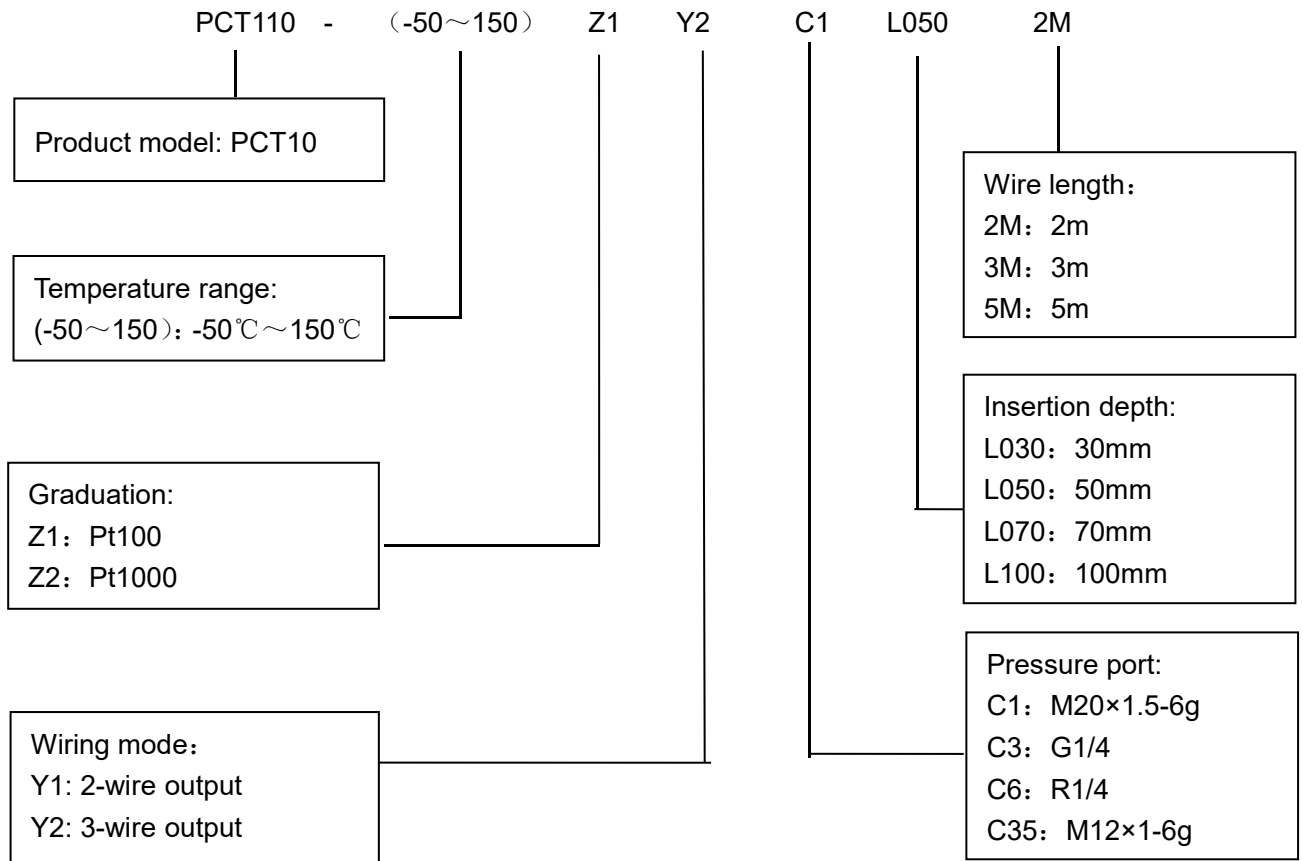 PCT110 - （-50～150） Z1 Y2 C1 L050 2M
Product model: PCT10
Temperature range:
(-50～150）：-50℃～150℃
Graduation:
Z1：Pt100
Z2：Pt1000
Wiring mode：
Y1: 2-wire output
Y2: 3-wire output
Wire length：
2M：2m
3M：3m
5M：5m
Insertion depth:
L030：30mm
L050：50mm
L070：70mm
L100：100mm
Pressure port:
C1：M20×1.5-6g
C3：G1/4
C6：R1/4
C35：M12×1-6g